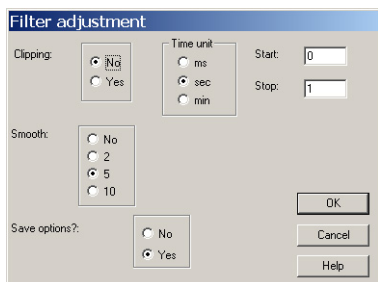 Filter adjustment
Clipping:
No
Yes
Time unit
ms
sec
min
Start: 0
Stop: 1
Smooth:
No
2
5
10
Save options?:
No
Yes
OK
Cancel
Help